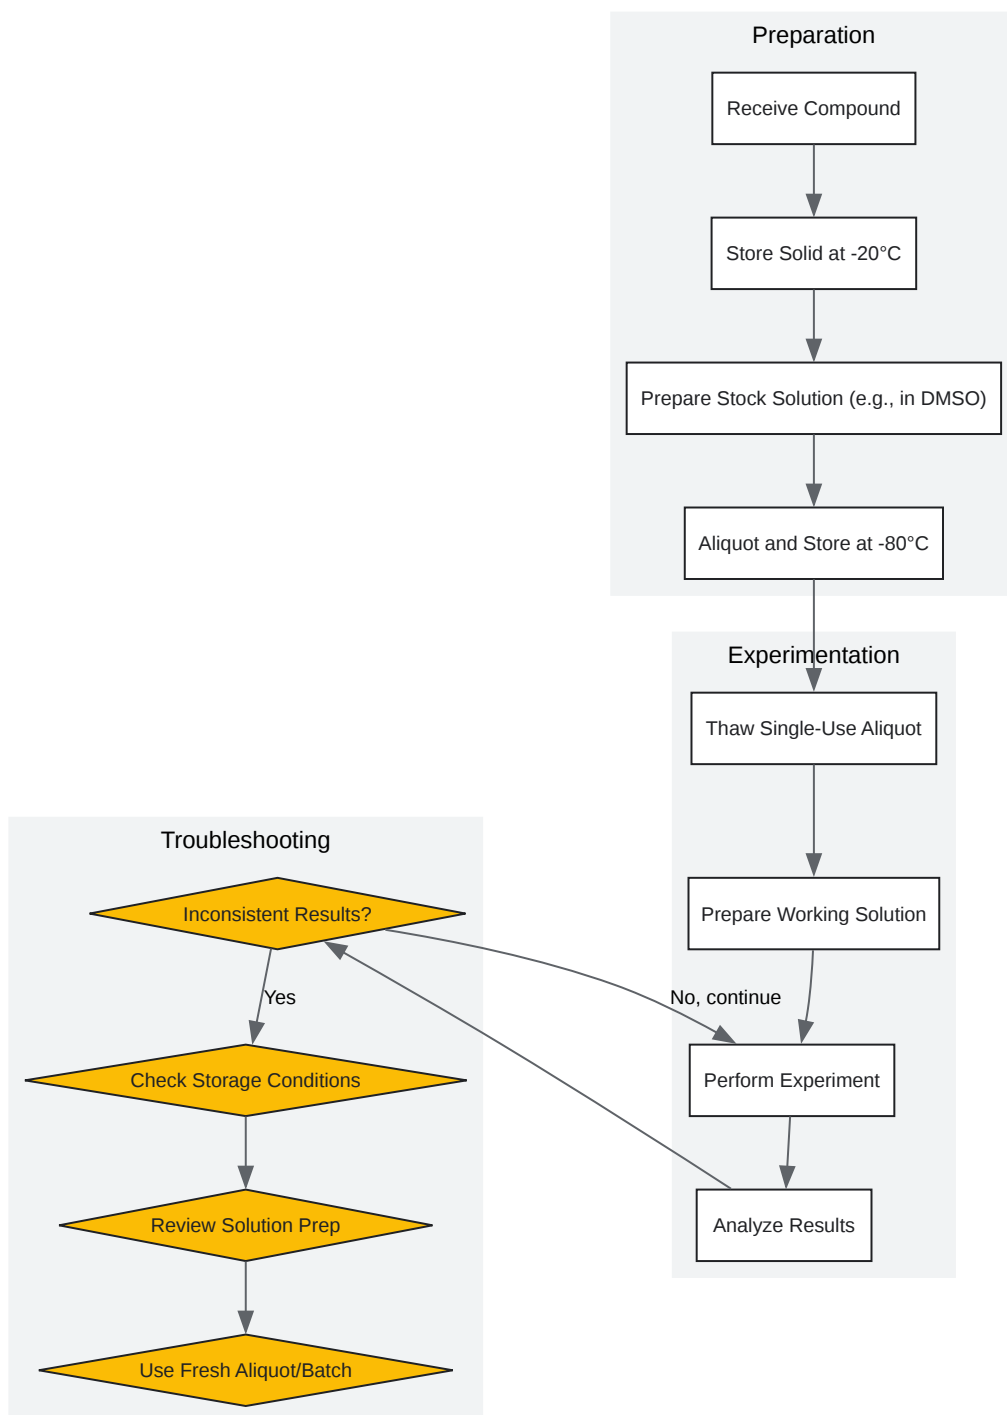 Preparation
Receive Compound
Store Solid at -20°C
Prepare Stock Solution (e.g., in DMSO)
Aliquot and Store at -80°C
Experimentation
Thaw Single-Use Aliquot
Prepare Working Solution
No, continue
Perform Experiment
Analyze Results
Troubleshooting
Inconsistent Results?
Yes
Check Storage Conditions
Review Solution Prep
Use Fresh Aliquot/Batch